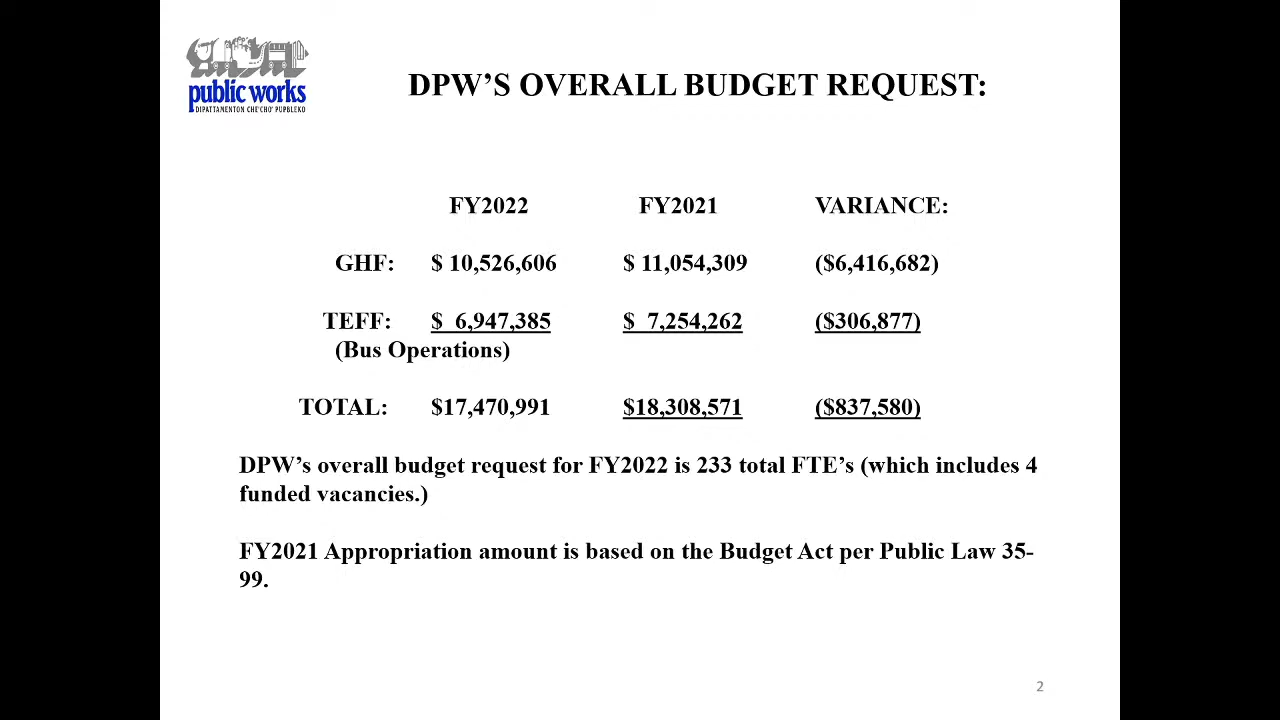 public works
DIPATTAMENTON CHE'CHO' PUPBLEKO
DPW’S OVERALL BUDGET REQUEST:
FY2022 FY2021 VARIANCE:
GHF: $ 10,526,606 $ 11,054,309 ($6,416,682)
TEFF: $ 6,947,385 $ 7,254,262 ($306,877)
(Bus Operations)
TOTAL: $17,470,991 $18,308,571 ($837,580)
DPW’s overall budget request for FY2022 is 233 total FTE’s (which includes 4
funded vacancies.)
FY2021 Appropriation amount is based on the Budget Act per Public Law 35-
99.
2